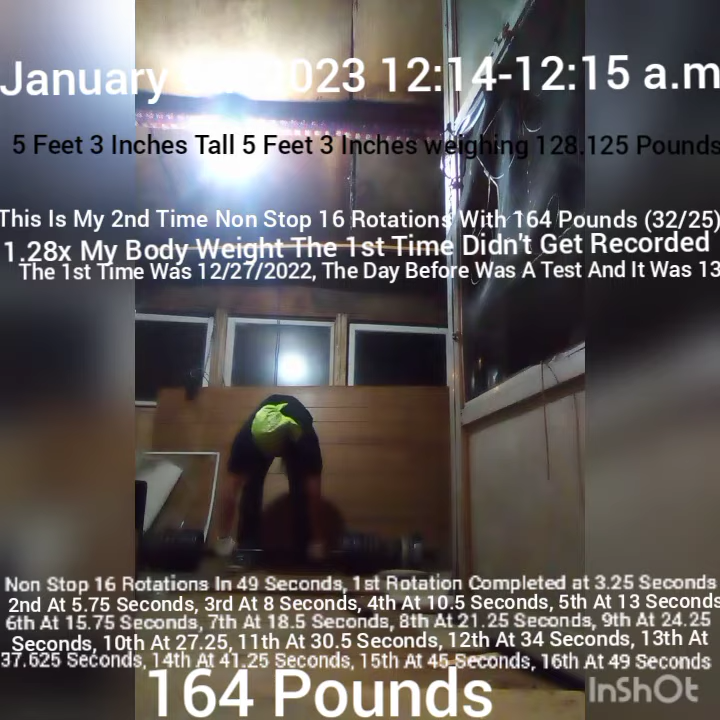 January 2023 12:14-12:15 a.m
5 Feet 3 Inches Tall 5 Feet 3 Inches weighing 128.125 Pounds
This Is My 2nd Time Non Stop 16 Rotations With 164 Pounds (32/25)
1.28x My Body Weight The 1st Time Didn't Get Recorded
The 1st Time Was 12/27/2022, The Day Before Was A Test And It Was 13
Non Stop 16 Rotations In 49 Seconds, 1st Rotation Completed at 3.25 Seconds
2nd At 5.75 Seconds, 3rd At 8 Seconds, 4th At 10.5 Seconds, 5th At 13 Seconds
6th At 15.75 Seconds, 7th At 18.5 Seconds, 8th At 21.25 Seconds, 9th At 24.25
Seconds, 10th At 27.25, 11th At 30.5 Seconds, 12th At 34 Seconds, 13th At
37.625 Seconds, 14th At 41.25 Seconds, 15th At 45 Seconds, 16th At 49 Seconds
164 Pounds
InShOt